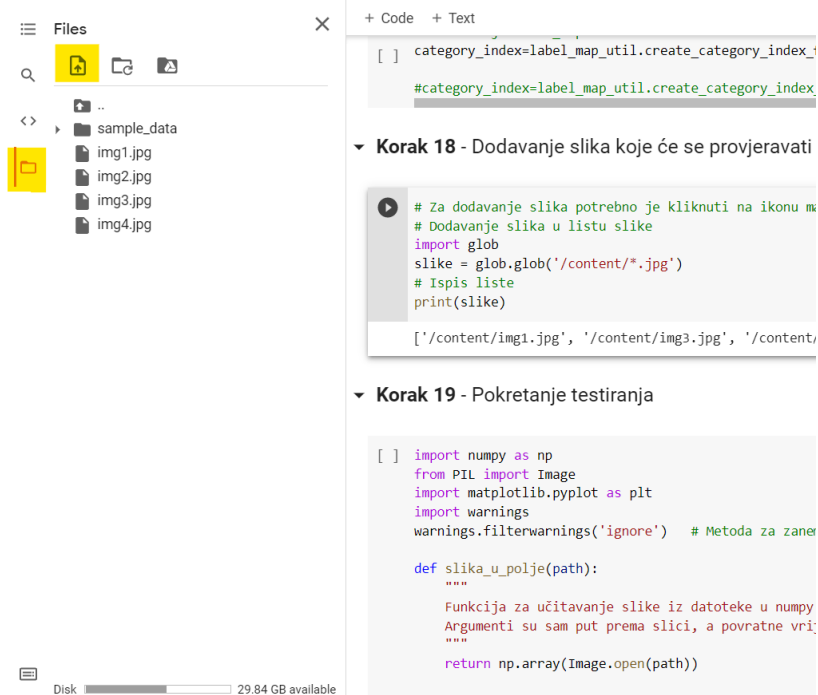 Files
+ Code + Text
..
sample_data
img1.jpg
img2.jpg
img3.jpg
img4.jpg
Disk 29.84 GB available
[ ] category_index=label_map_util.create_category_index_
#category_index=label_map_util.create_category_index_
Korak 18 - Dodavanje slika koje će se provjeravati
# Za dodavanje slika potrebno je kliknuti na ikonu
# Dodavanje slika u listu slike
import glob
slike = glob.glob('/content/*.jpg')
# Ispis liste
print(slike)
['/content/img1.jpg', '/content/img3.jpg', '/content/
Korak 19 - Pokretanje testiranja
[ ] import numpy as np
from PIL import Image
import matplotlib.pyplot as plt
import warnings
warnings.filterwarnings('ignore') # Metoda za
def slika_u_polje(path):
"""
Funkcija za učitavanje slike iz datoteke u numpy
Argumenti su sam put prema slici, a povratne
"""
return np.array(Image.open(path))